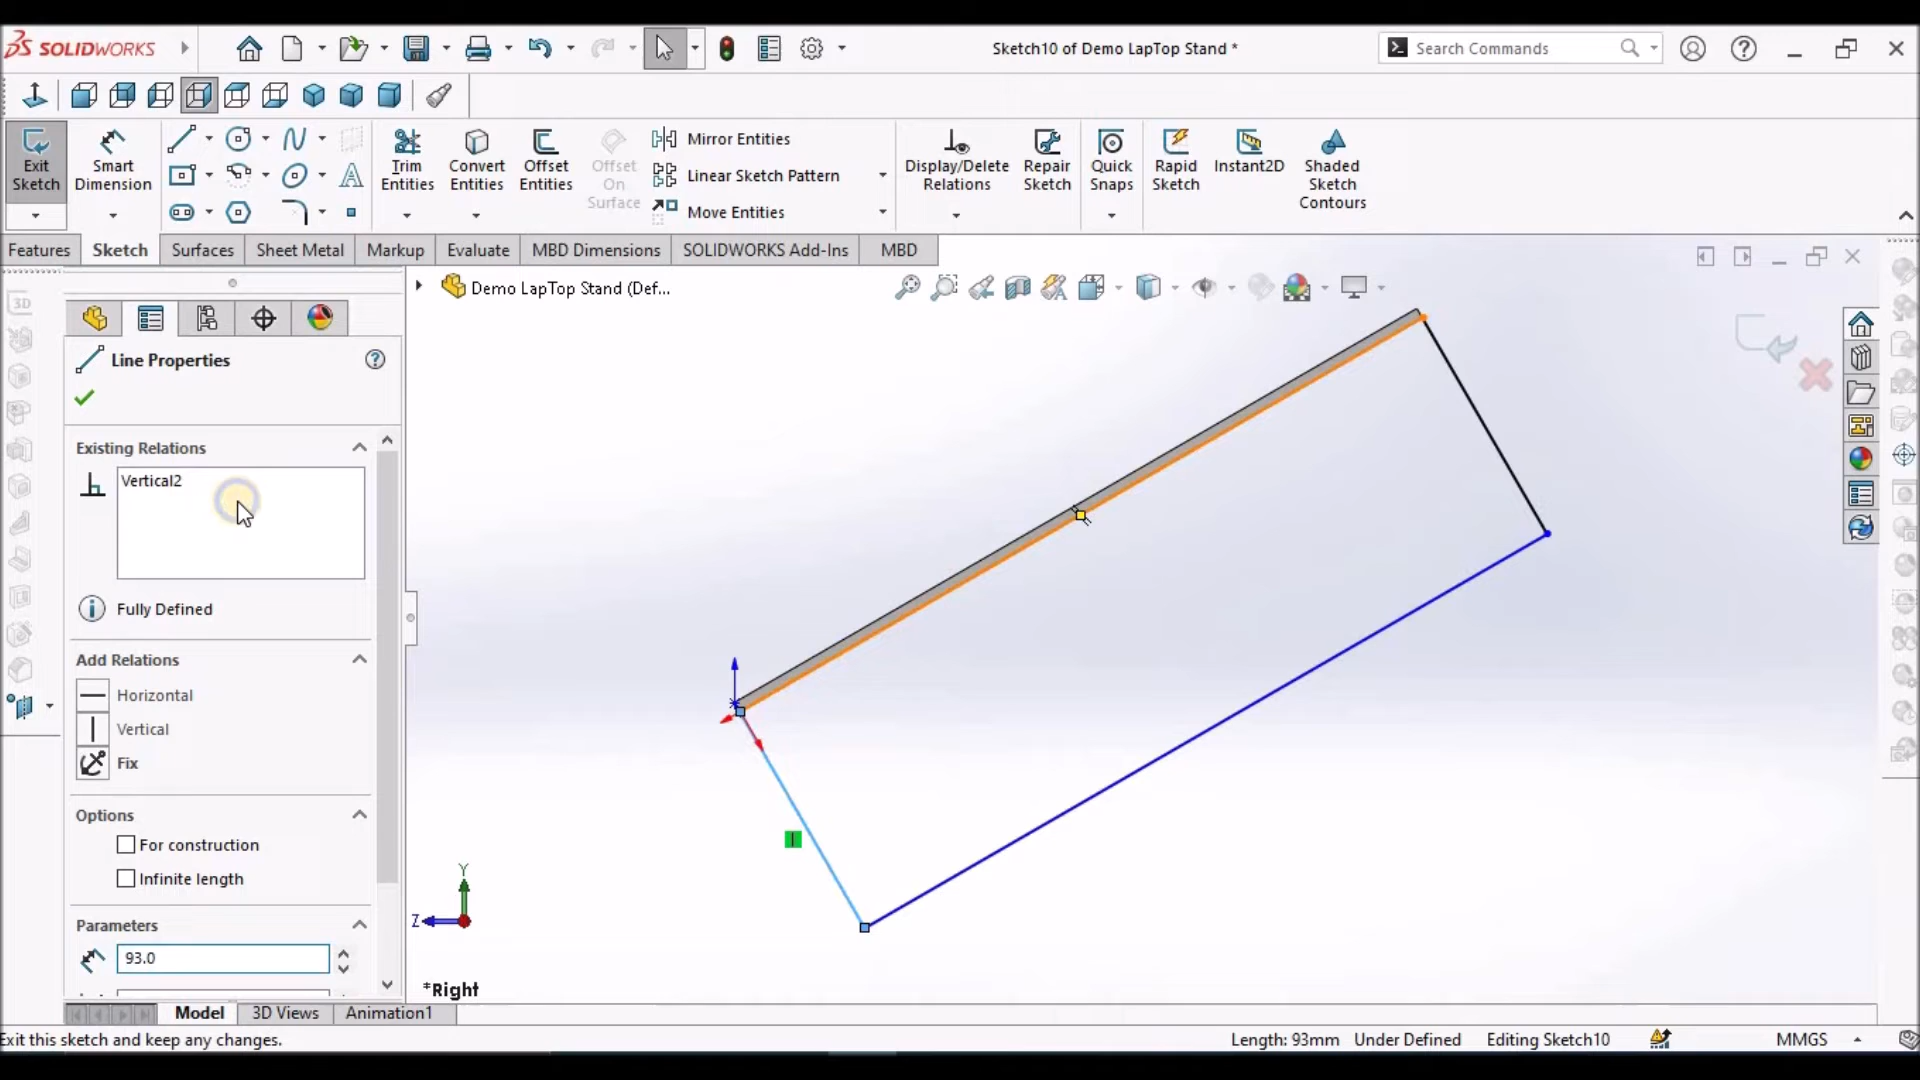 SOLIDWORKS
Sketch10 of Demo LapTop Stand *
Search Commands
Exit Sketch
Smart Dimension
Trim Entities
Convert Entities
Offset Entities
Offset On Surface
Mirror Entities
Linear Sketch Pattern
Move Entities
Display/Delete Relations
Repair Sketch
Quick Snaps
Rapid Sketch
Instant2D
Shaded Sketch Contours
Features
Sketch
Surfaces
Sheet Metal
Markup
Evaluate
MBD Dimensions
SOLIDWORKS Add-Ins
MBD
3D
Demo LapTop Stand (Def...
Line Properties
Existing Relations
Vertical2
Fully Defined
Add Relations
Horizontal
Vertical
Fix
Options
For construction
Infinite length
Parameters
93.0
Y
Z
*Right
Model
3D Views
Animation1
Exit this sketch and keep any changes.
Length: 93mm
Under Defined
Editing Sketch10
MMGS